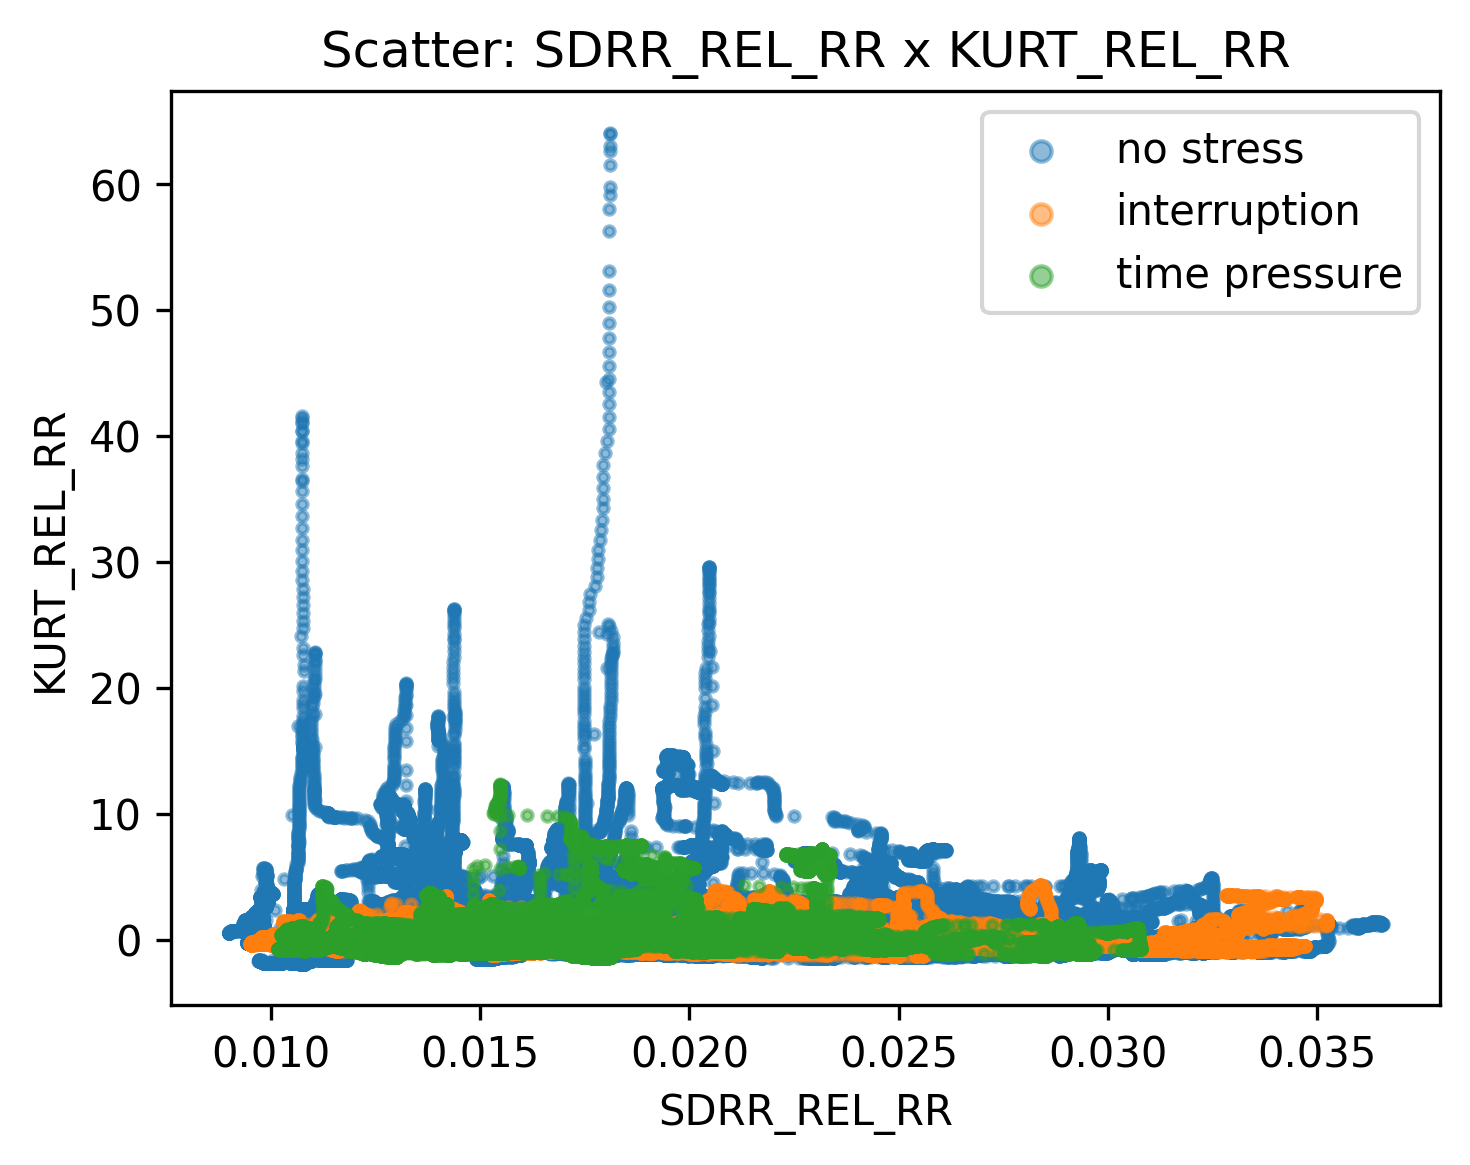 Scatter: SDRR_REL_RR x KURT_REL_RR
no stress
interruption
time pressure
KURT_REL_RR
60
50
40
30
20
10
0
0.010 0.015 0.020 0.025 0.030 0.035
SDRR_REL_RR